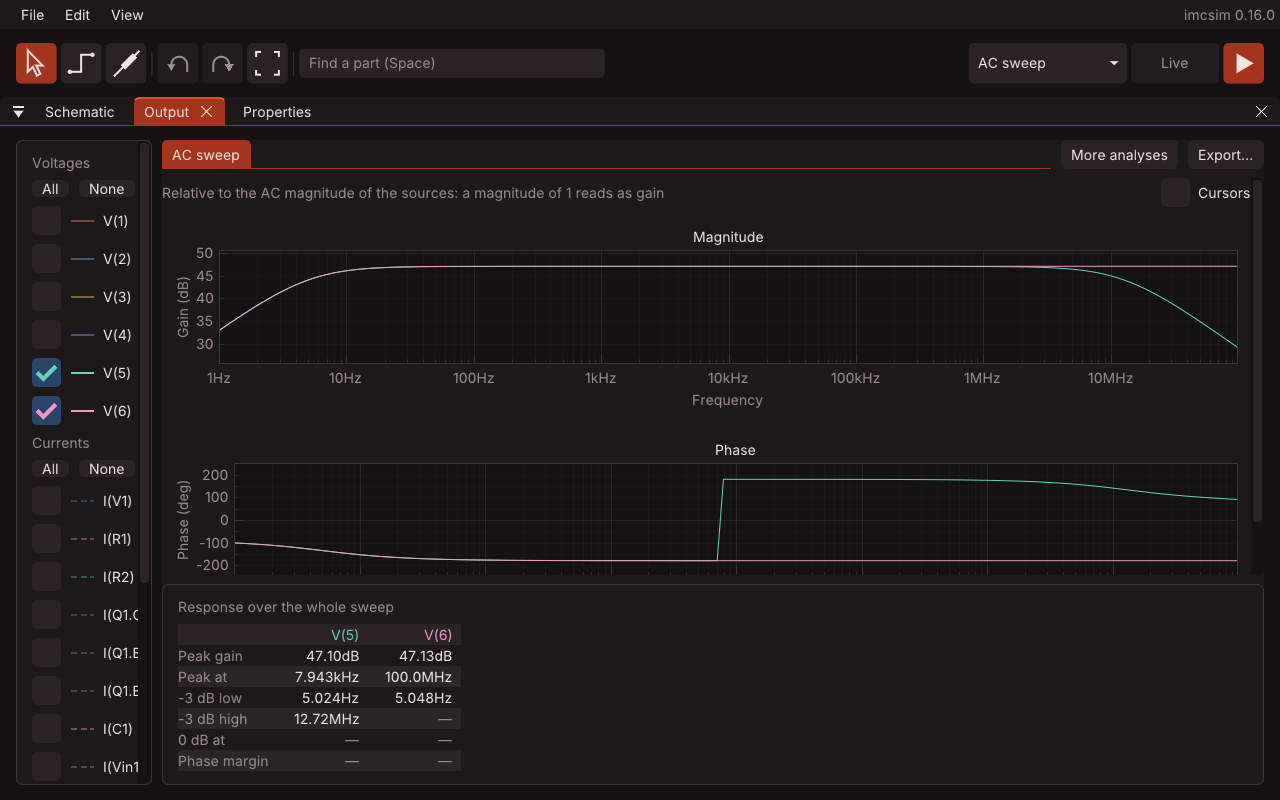 File Edit View imcsim 0.16.0
Find a part (Space) AC sweep Live
Schematic Output Properties
Voltages
All None
V(1)
V(2)
V(3)
V(4)
V(5)
V(6)
Currents
All None
I(V1)
I(R1)
I(R2)
I(Q1.
I(Q1.
I(Q1.
I(C1)
I(Vin1
AC sweep More analyses Export...
Relative to the AC magnitude of the sources: a magnitude of 1 reads as gain Cursors
Magnitude
Gain (dB)
50
45
40
35
30
1Hz 10Hz 100Hz 1kHz 10kHz 100kHz 1MHz 10MHz
Frequency
Phase
Phase (deg)
200
100
0
-100
-200
Response over the whole sweep
V(5) V(6)
Peak gain 47.10dB 47.13dB
Peak at 7.943kHz 100.0MHz
-3 dB low 5.024Hz 5.048Hz
-3 dB high 12.72MHz —
0 dB at — —
Phase margin — —